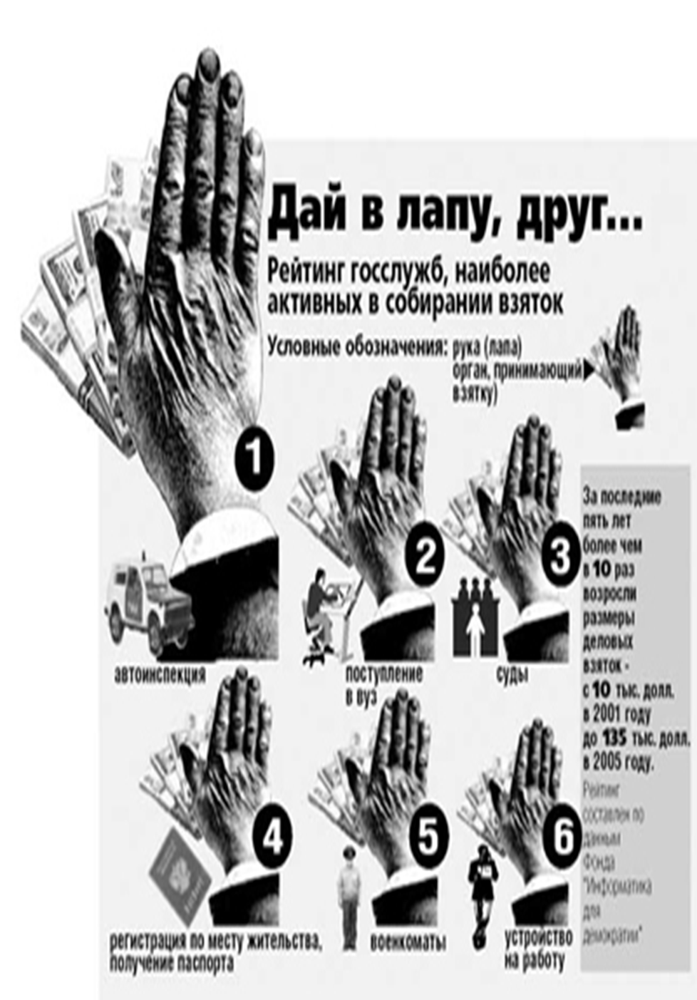 Дай в лапу, друг...
Рейтинг госслужб, наиболее
активных в собирании взяток
Условные обозначения: рука (лапа)
орган, принимающий
взятку)
1
автоинспекция
2
поступление
в вуз
3
суды
4
регистрация по месту жительства,
получение паспорта
5
военкоматы
6
устройство
на работу
За последние
пять лет
более чем
в 10 раз
возросли
размеры
деловых
взяток -
с 10 тыс. долл.
в 2001 году
до 135 тыс. долл.
в 2005 году.
Рейтинг
составлен по
данным
Фонда
"Информатика
для
демократии"